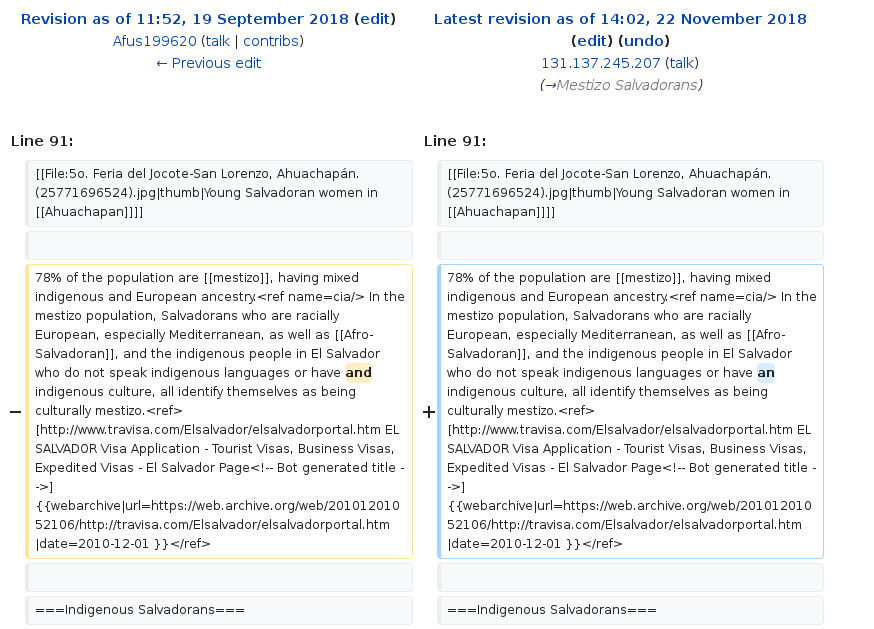 Revision as of 11:52, 19 September 2018 (edit)
Afus199620 (talk | contribs)
← Previous edit
Latest revision as of 14:02, 22 November 2018
(edit) (undo)
131.137.245.207 (talk)
(→Mestizo Salvadorans)
Line 91:
[[File:5o. Feria del Jocote-San Lorenzo, Ahuachapán.
(25771696524).jpg|thumb|Young Salvadoran women in
[[Ahuachapan]]]]
78% of the population are [[mestizo]], having mixed
indigenous and European ancestry.<ref name=cia/> In the
mestizo population, Salvadorans who are racially
European, especially Mediterranean, as well as [[Afro-
Salvadoran]], and the indigenous people in El Salvador
who do not speak indigenous languages or have and
indigenous culture, all identify themselves as being
− culturally mestizo.<ref>
[http://www.travisa.com/Elsalvador/elsalvadorportal.htm EL
SALVADOR Visa Application - Tourist Visas, Business Visas,
Expedited Visas - El Salvador Page<!-- Bot generated title -
->]
{{webarchive|url=https://web.archive.org/web/201012010
52106/http://travisa.com/Elsalvador/elsalvadorportal.htm
|date=2010-12-01 }}</ref>
===Indigenous Salvadorans===
Line 91:
[[File:5o. Feria del Jocote-San Lorenzo, Ahuachapán.
(25771696524).jpg|thumb|Young Salvadoran women in
[[Ahuachapan]]]]
78% of the population are [[mestizo]], having mixed
indigenous and European ancestry.<ref name=cia/> In the
mestizo population, Salvadorans who are racially
European, especially Mediterranean, as well as [[Afro-
Salvadoran]], and the indigenous people in El Salvador
who do not speak indigenous languages or have an
indigenous culture, all identify themselves as being
+ culturally mestizo.<ref>
[http://www.travisa.com/Elsalvador/elsalvadorportal.htm EL
SALVADOR Visa Application - Tourist Visas, Business Visas,
Expedited Visas - El Salvador Page<!-- Bot generated title -
->]
{{webarchive|url=https://web.archive.org/web/201012010
52106/http://travisa.com/Elsalvador/elsalvadorportal.htm
|date=2010-12-01 }}</ref>
===Indigenous Salvadorans===